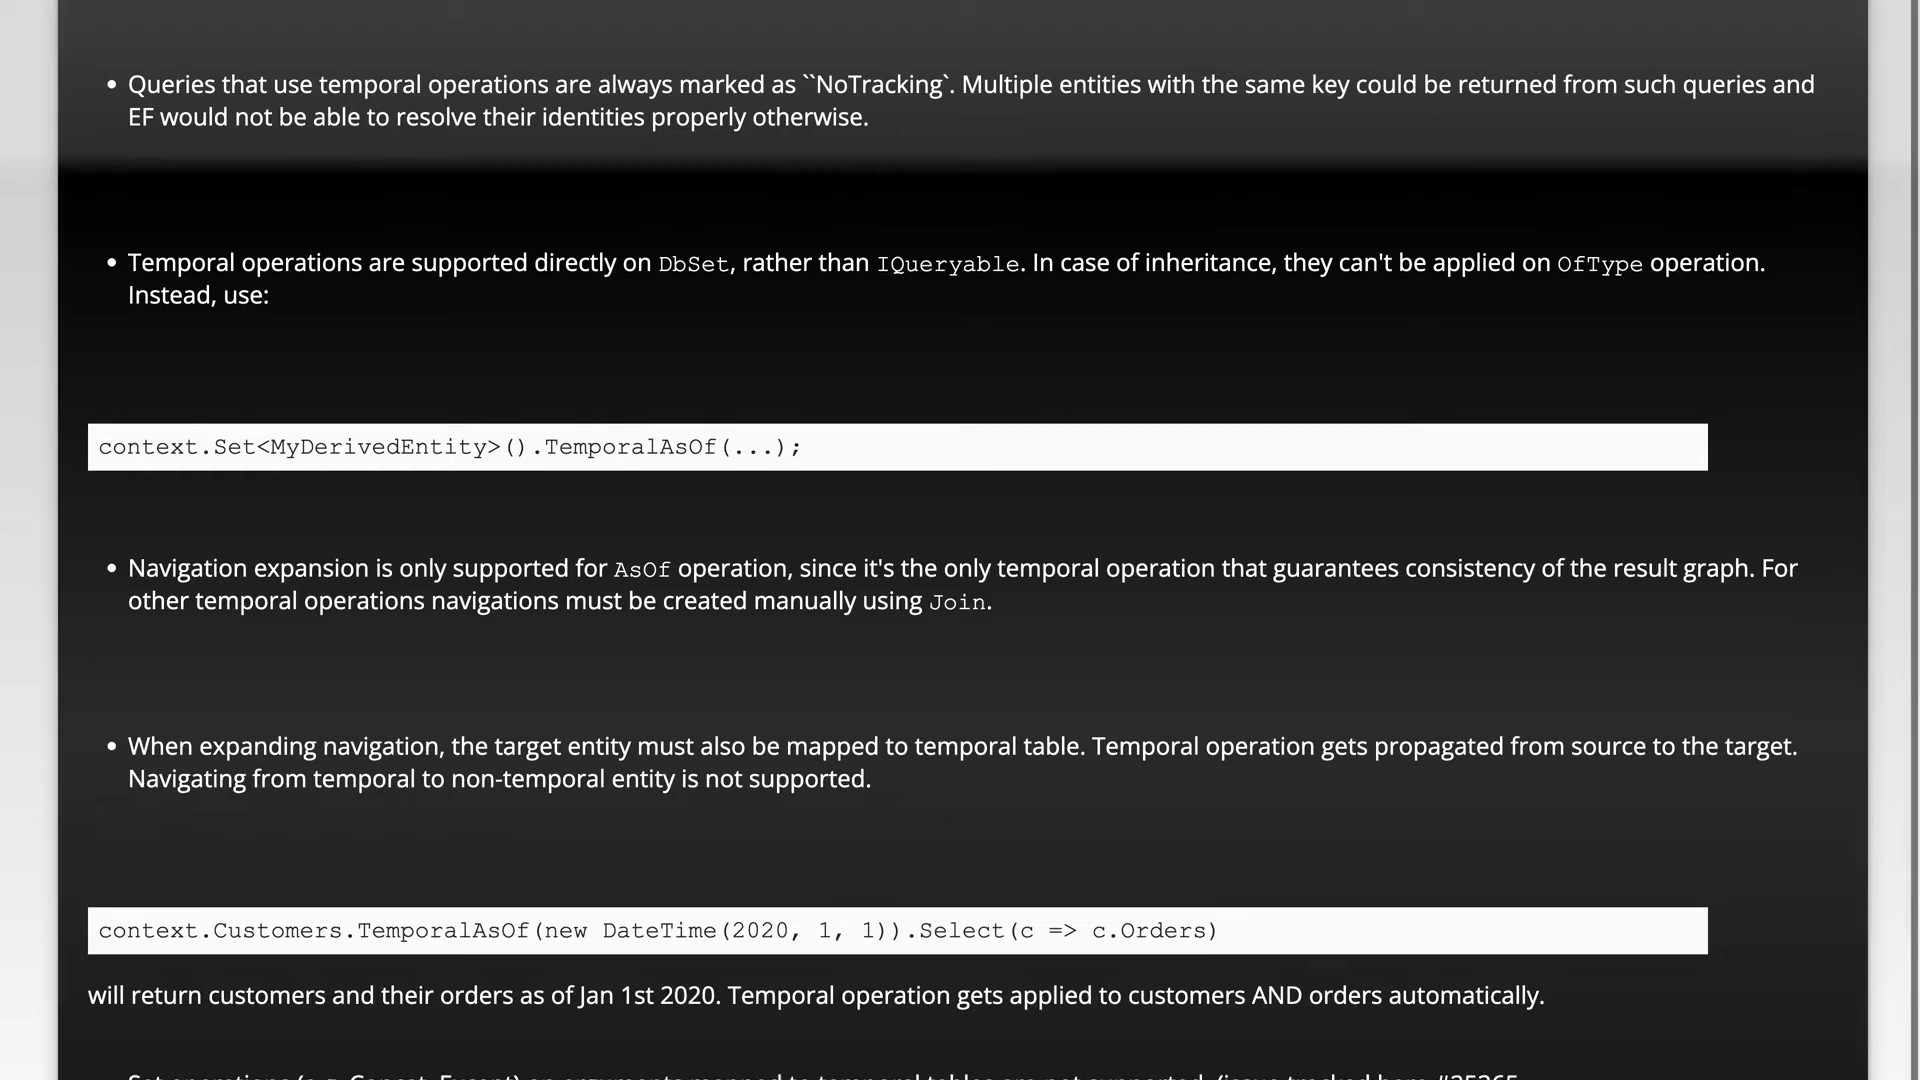 • Queries that use temporal operations are always marked as ``NoTracking`. Multiple entities with the same key could be returned from such queries and
EF would not be able to resolve their identities properly otherwise.
• Temporal operations are supported directly on DbSet, rather than IQueryable. In case of inheritance, they can't be applied on OfType operation.
Instead, use:
context.Set<MyDerivedEntity>().TemporalAsOf(...);
• Navigation expansion is only supported for AsOf operation, since it's the only temporal operation that guarantees consistency of the result graph. For
other temporal operations navigations must be created manually using Join.
• When expanding navigation, the target entity must also be mapped to temporal table. Temporal operation gets propagated from source to the target.
Navigating from temporal to non-temporal entity is not supported.
context.Customers.TemporalAsOf(new DateTime(2020, 1, 1)).Select(c => c.Orders)
will return customers and their orders as of Jan 1st 2020. Temporal operation gets applied to customers AND orders automatically.